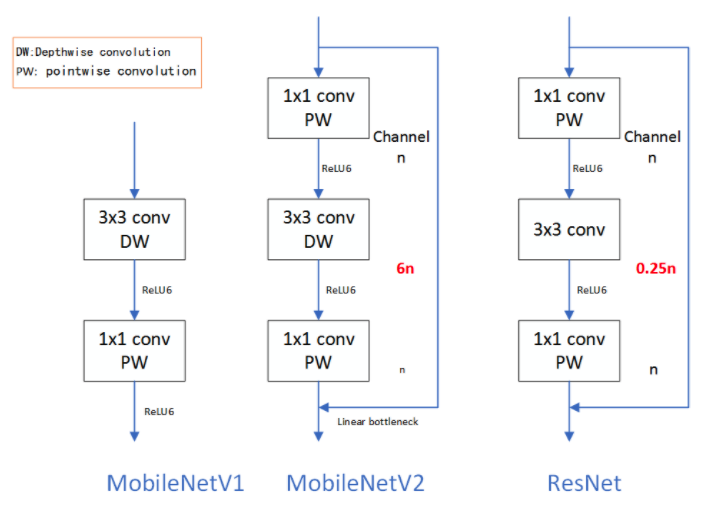 DW:Depthwise convolution
PW: pointwise convolution
3x3 conv
DW
ReLU6
1x1 conv
PW
ReLU6
MobileNetV1
1x1 conv
PW
Channel
n
ReLU6
3x3 conv
DW
6n
ReLU6
1x1 conv
PW
n
Linear bottleneck
MobileNetV2
1x1 conv
PW
Channel
n
ReLU6
3x3 conv
0.25n
ReLU6
1x1 conv
PW
n
ResNet